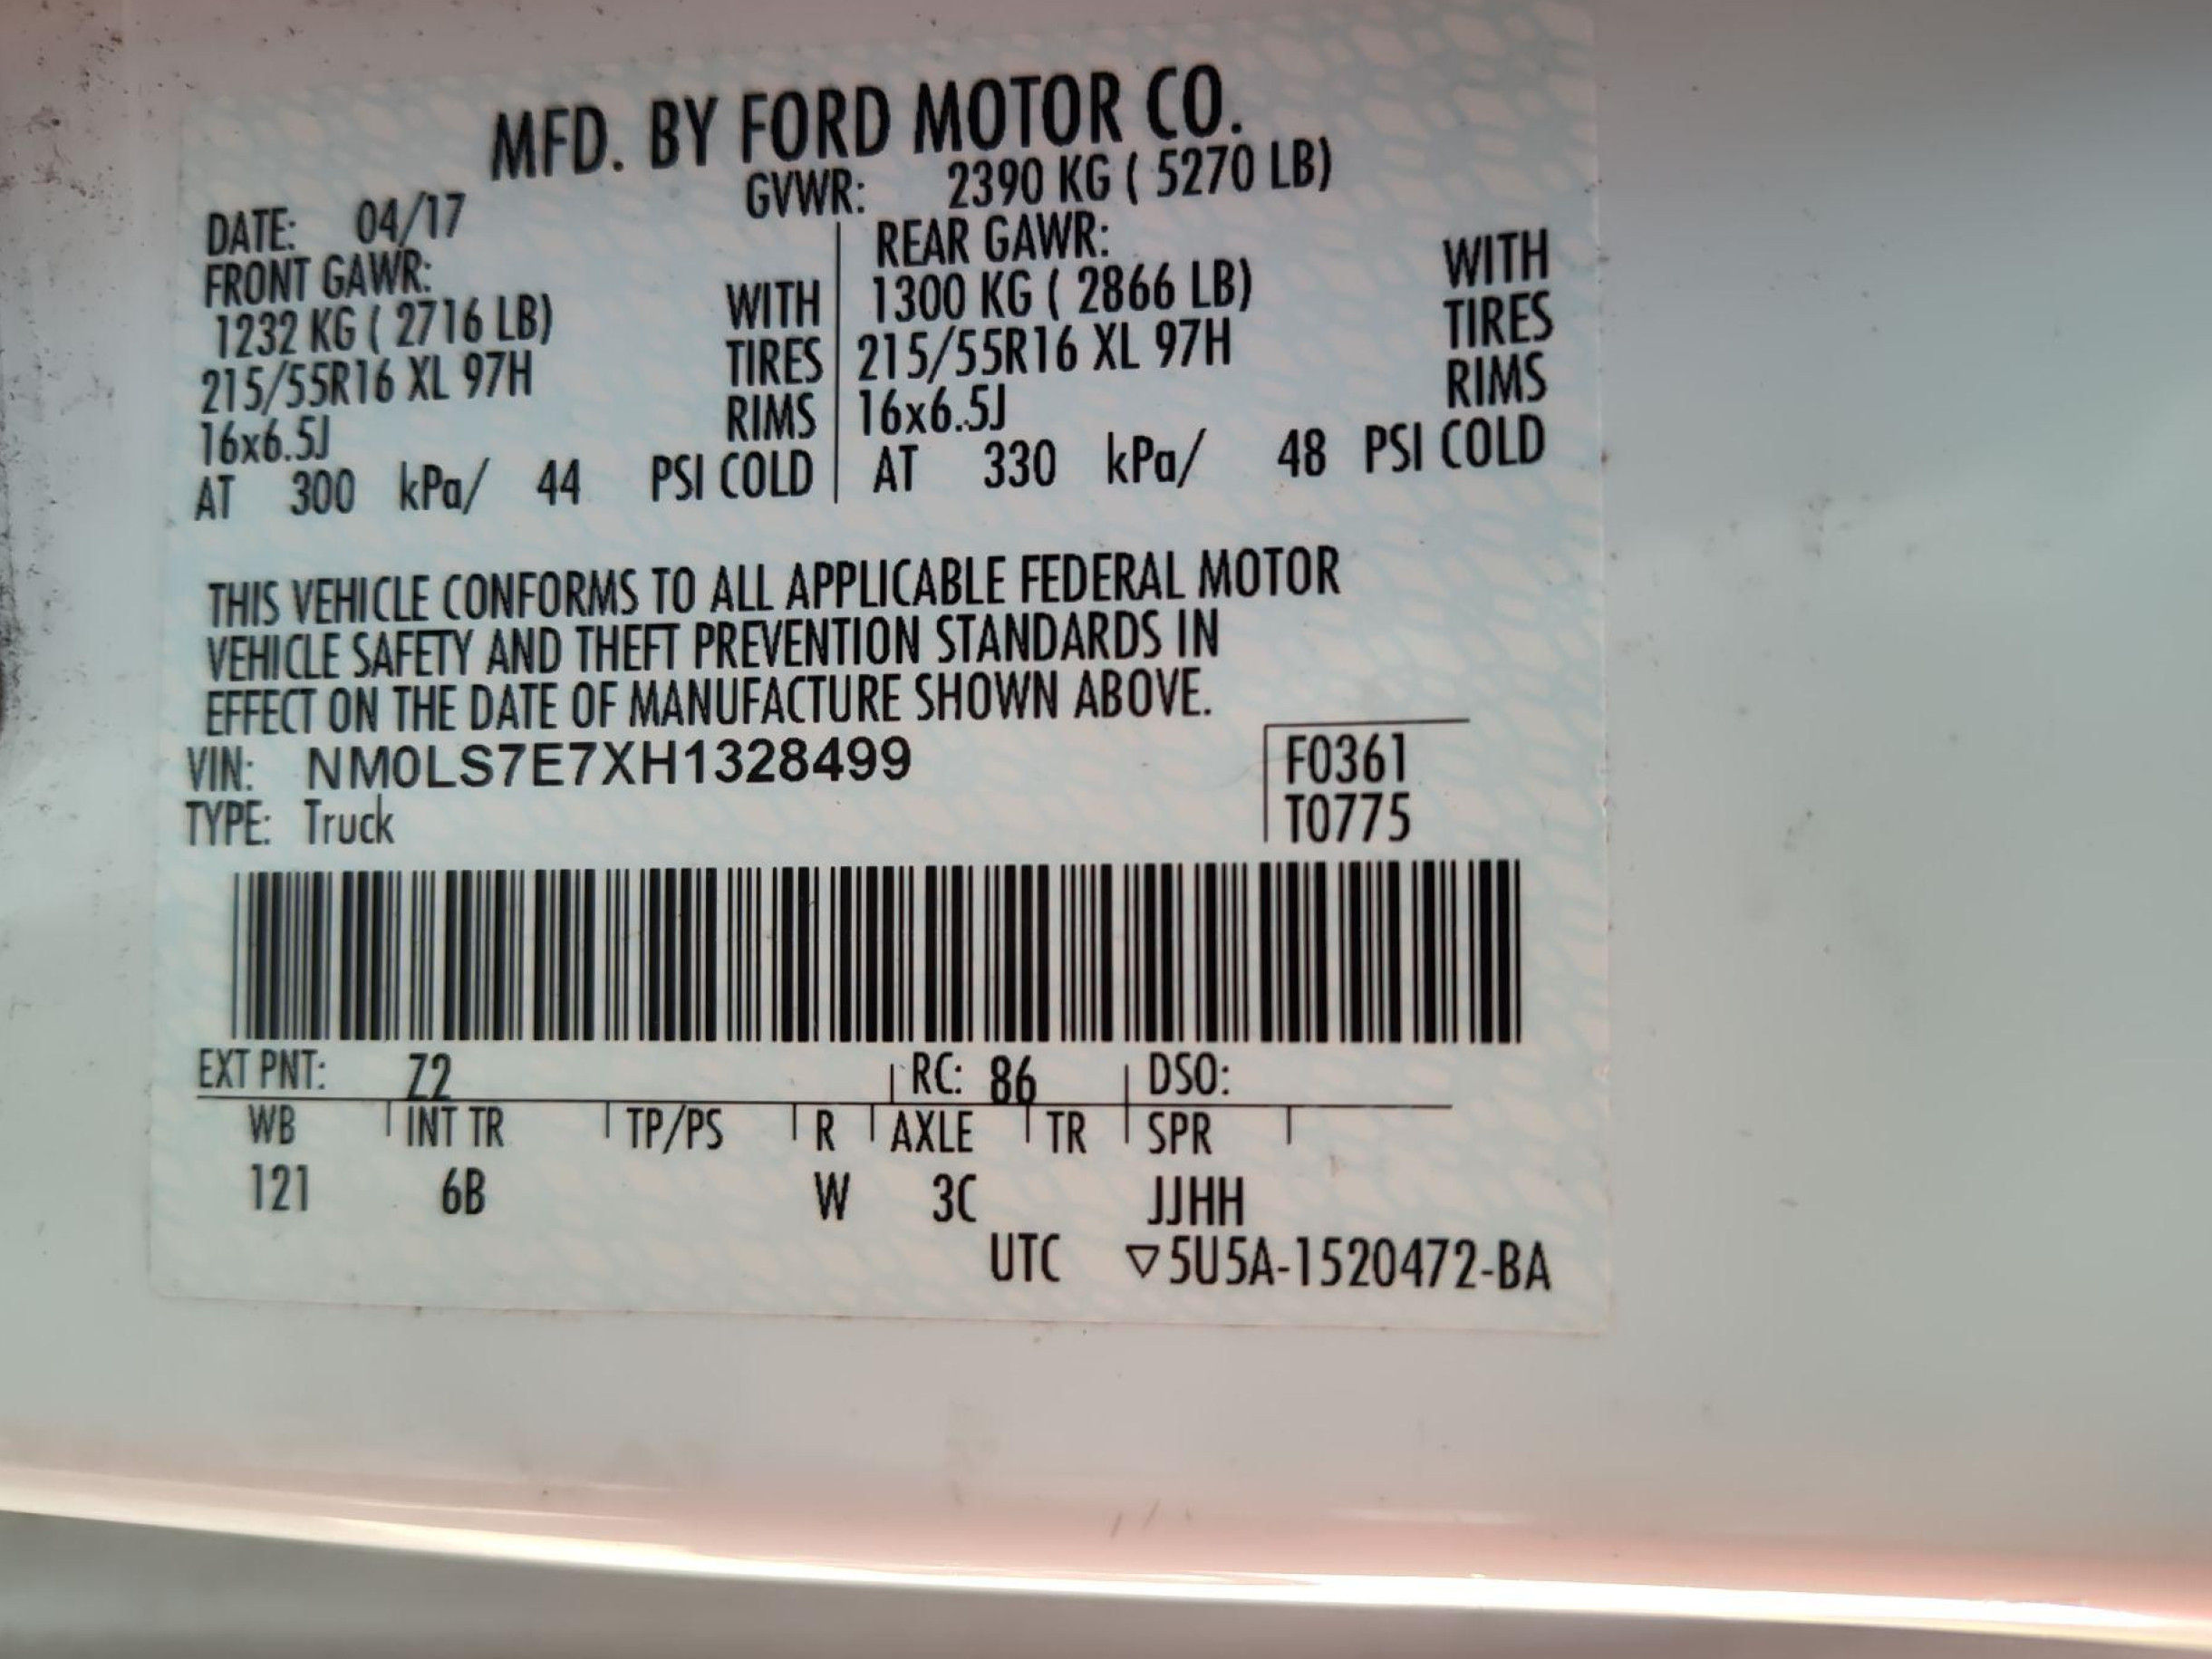 MFD. BY FORD MOTOR CO.
DATE: 04/17 GVWR: 2390 KG ( 5270 LB)
FRONT GAWR: REAR GAWR:
1232 KG ( 2716 LB) WITH 1300 KG ( 2866 LB) WITH
215/55R16 XL 97H TIRES 215/55R16 XL 97H TIRES
16x6.5J RIMS 16x6.5J RIMS
AT 300 kPa/ 44 PSI COLD AT 330 kPa/ 48 PSI COLD
THIS VEHICLE CONFORMS TO ALL APPLICABLE FEDERAL MOTOR
VEHICLE SAFETY AND THEFT PREVENTION STANDARDS IN
EFFECT ON THE DATE OF MANUFACTURE SHOWN ABOVE.
VIN: NM0LS7E7XH1328499 F0361
TYPE: Truck T0775
EXT PNT: Z2 RC: 86 DSO:
WB INT TR TP/PS R AXLE TR SPR
121 6B W 3C JJHH
UTC ▽5U5A-1520472-BA